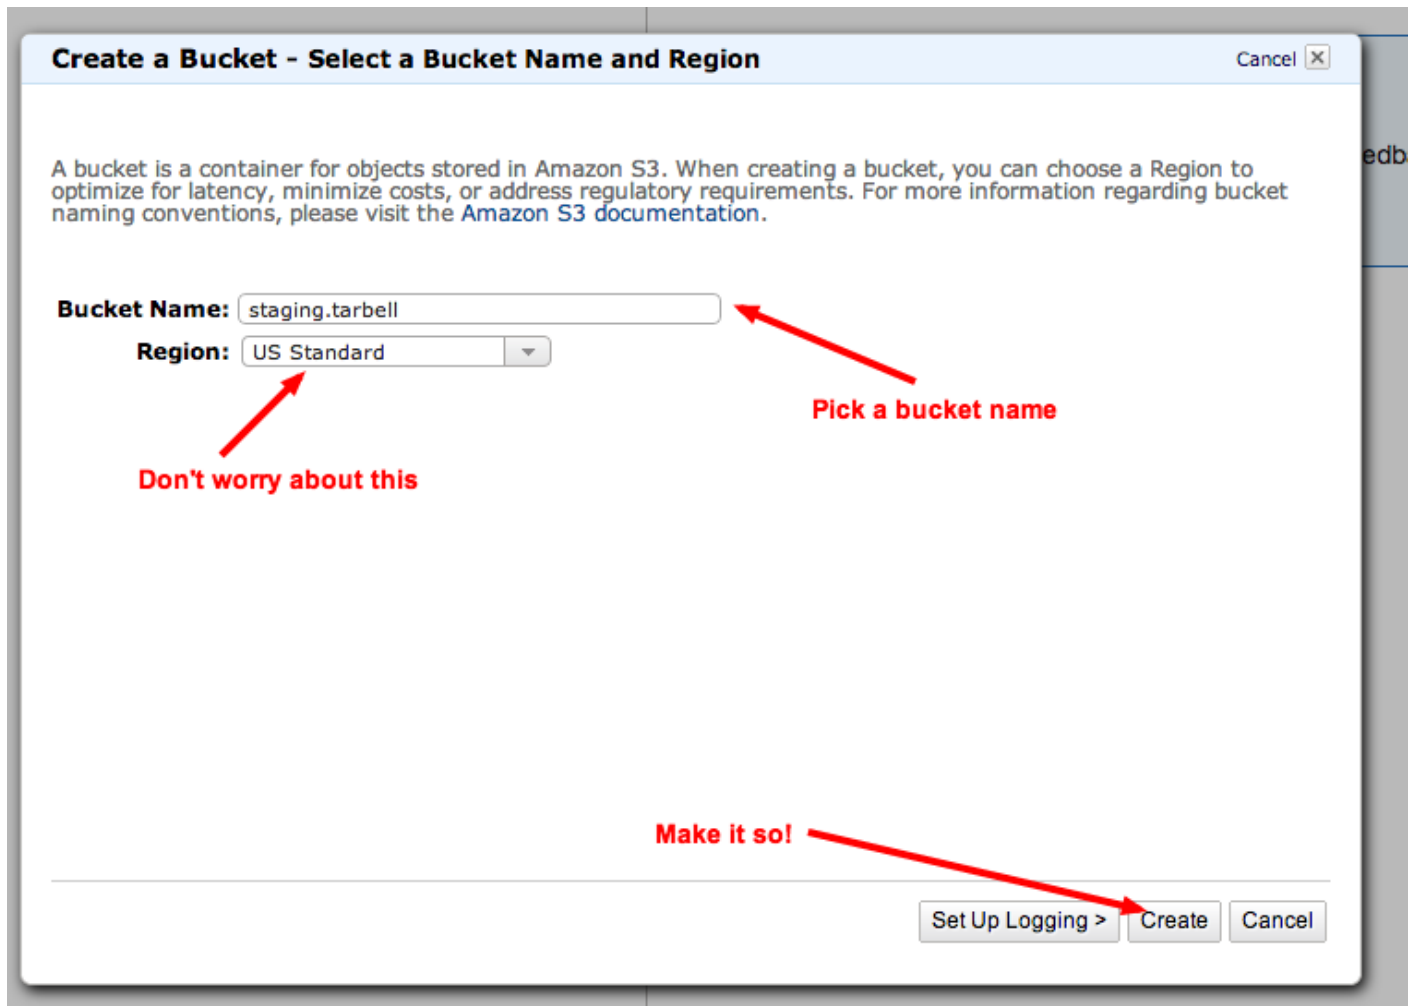 Create a Bucket - Select a Bucket Name and Region
Cancel
A bucket is a container for objects stored in Amazon S3. When creating a bucket, you can choose a Region to
optimize for latency, minimize costs, or address regulatory requirements. For more information regarding bucket
naming conventions, please visit the Amazon S3 documentation.
Bucket Name: staging.tarbell
Region: US Standard
Pick a bucket name
Don't worry about this
Make it so!
Set Up Logging > Create Cancel